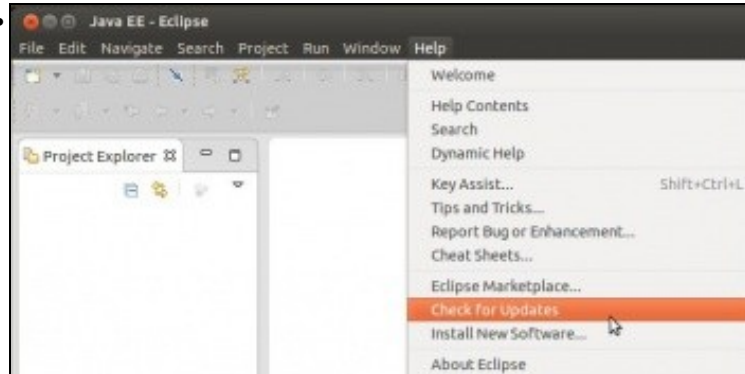 Java EE - Eclipse
File Edit Navigate Search Project Run Window Help
Welcome
Help Contents
Search
Dynamic Help
Project Explorer
Key Assist... Shift+Ctrl+L
Tips and Tricks...
Report Bug or Enhancement...
Cheat Sheets...
Eclipse Marketplace...
Check for Updates
Install New Software...
About Eclipse